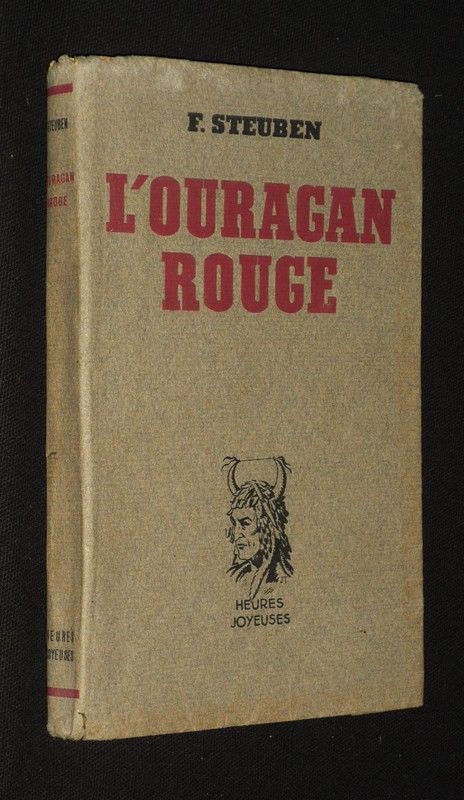 F. STEUBEN
L'OURAGAN
ROUGE
HEURES
JOYEUSES
STEUBEN
OURAGAN
ROUGE
HEURES
JOYEUSES